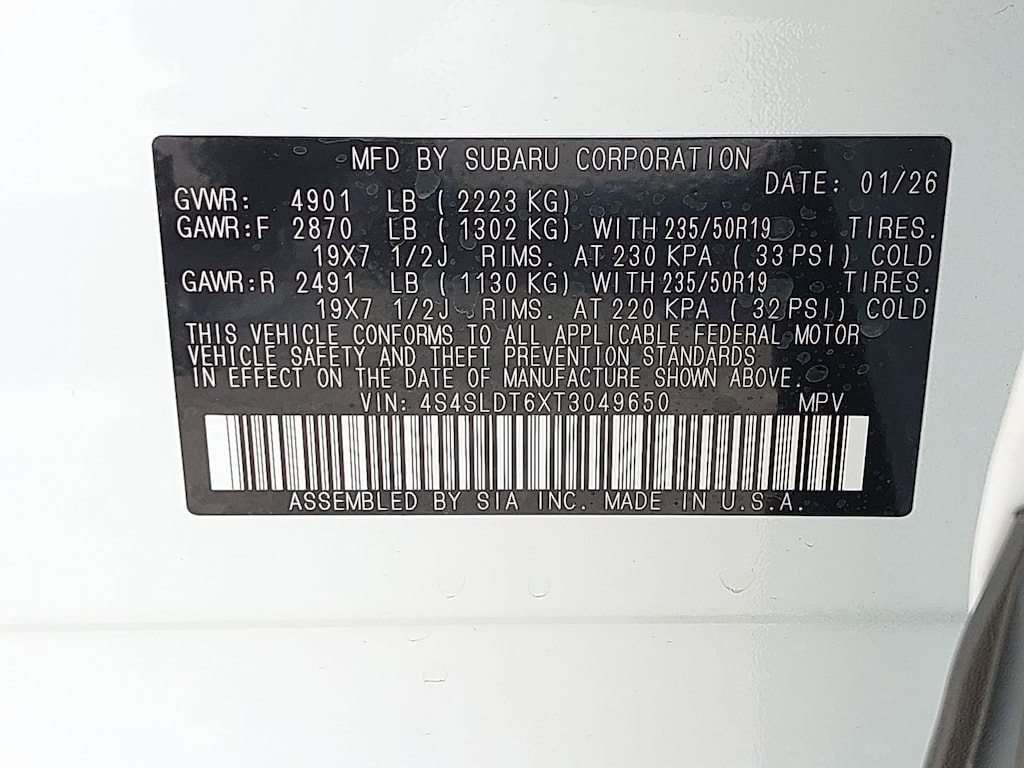 MFD BY SUBARU CORPORATION
DATE: 01/26
GVWR: 4901 LB ( 2223 KG)
GAWR:F 2870 LB ( 1302 KG) WITH 235/50R19 TIRES.
19X7 1/2J RIMS. AT 230 KPA ( 33 PSI) COLD
GAWR:R 2491 LB ( 1130 KG) WITH 235/50R19 TIRES.
19X7 1/2J RIMS. AT 220 KPA ( 32 PSI) COLD
THIS VEHICLE CONFORMS TO ALL APPLICABLE FEDERAL MOTOR
VEHICLE SAFETY AND THEFT PREVENTION STANDARDS
IN EFFECT ON THE DATE OF MANUFACTURE SHOWN ABOVE.
VIN: 4S4SLDT6XT3049650 MPV
ASSEMBLED BY SIA INC. MADE IN U.S.A.